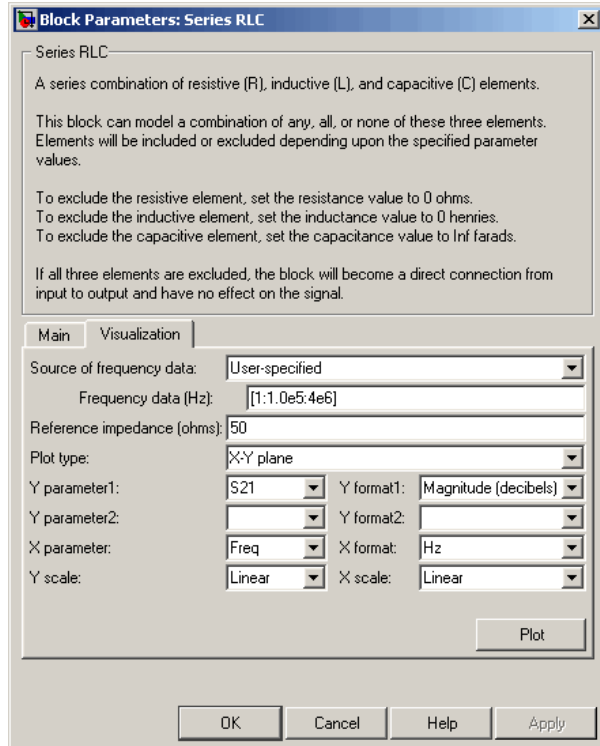 Block Parameters: Series RLC
Series RLC
A series combination of resistive (R), inductive (L), and capacitive (C) elements.
This block can model a combination of any, all, or none of these three elements.
Elements will be included or excluded depending upon the specified parameter
values.
To exclude the resistive element, set the resistance value to 0 ohms.
To exclude the inductive element, set the inductance value to 0 henries.
To exclude the capacitive element, set the capacitance value to Inf farads.
If all three elements are excluded, the block will become a direct connection from
input to output and have no effect on the signal.
Main Visualization
Source of frequency data: User-specified
Frequency data (Hz): [1:1.0e5:4e6]
Reference impedance (ohms): 50
Plot type: X-Y plane
Y parameter1: S21 Y format1: Magnitude (decibels)
Y parameter2: Y format2:
X parameter: Freq X format: Hz
Y scale: Linear X scale: Linear
Plot
OK Cancel Help Apply